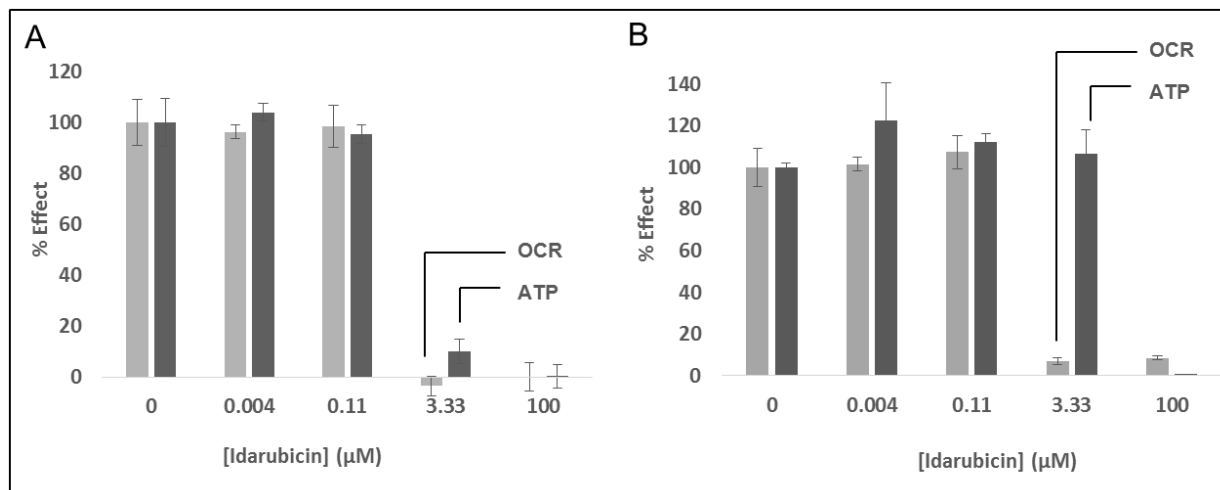 A
120
100
80
60
40
20
0
% Effect
OCR
ATP
0 0.004 0.11 3.33 100
[Idarubicin] (µM)
B
140
120
100
80
60
40
20
0
% Effect
OCR
ATP
0 0.004 0.11 3.33 100
[Idarubicin] (µM)